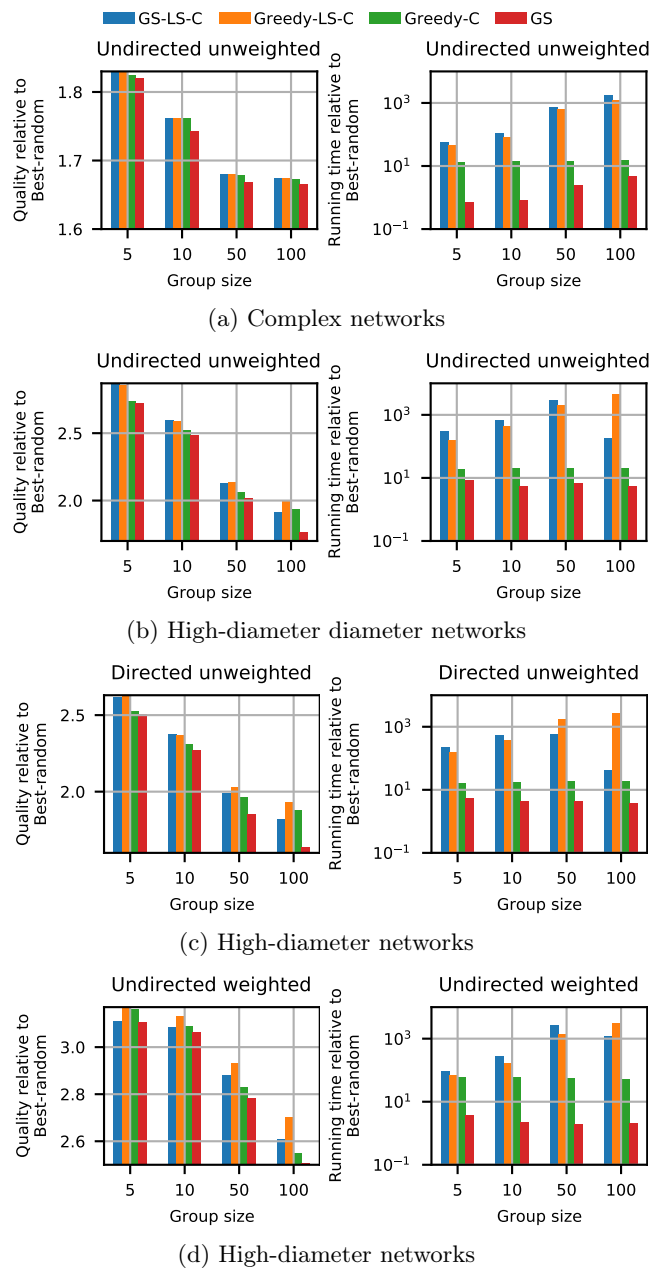 GS-LS-C Greedy-LS-C Greedy-C GS
Undirected unweighted
Quality relative to
Best-random
1.8
1.7
1.6
5 10 50 100
Group size
Undirected unweighted
Running time relative to
Best-random
10^3
10^1
10^−1
5 10 50 100
Group size
(a) Complex networks
Undirected unweighted
Quality relative to
Best-random
2.5
2.0
5 10 50 100
Group size
Undirected unweighted
Running time relative to
Best-random
10^3
10^1
10^−1
5 10 50 100
Group size
(b) High-diameter diameter networks
Directed unweighted
Quality relative to
Best-random
2.5
2.0
5 10 50 100
Group size
Directed unweighted
Running time relative to
Best-random
10^3
10^1
10^−1
5 10 50 100
Group size
(c) High-diameter networks
Undirected weighted
Quality relative to
Best-random
3.0
2.8
2.6
5 10 50 100
Group size
Undirected weighted
Running time relative to
Best-random
10^3
10^1
10^−1
5 10 50 100
Group size
(d) High-diameter networks